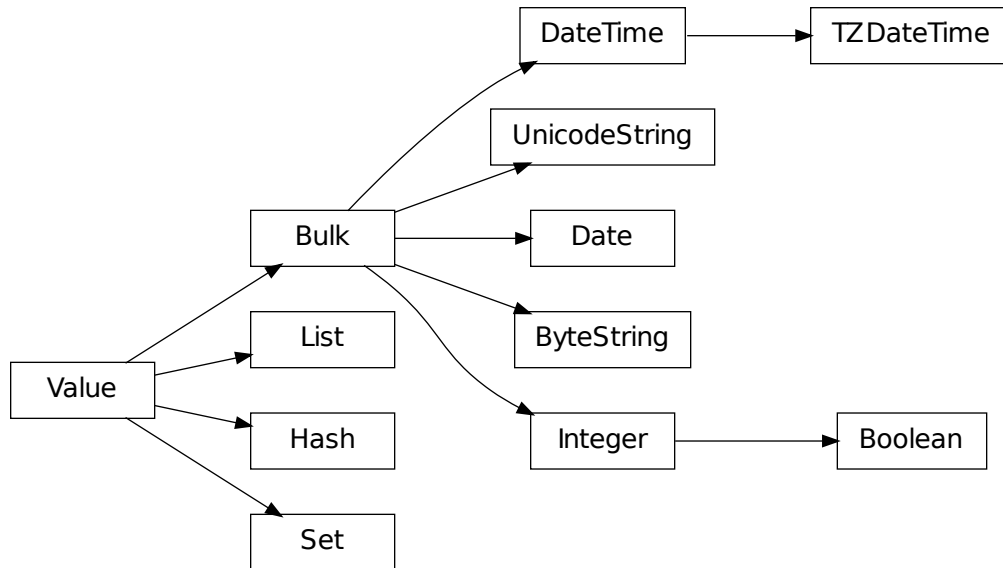 DateTime
TZDateTime
UnicodeString
Bulk
Date
List
ByteString
Value
Hash
Integer
Boolean
Set